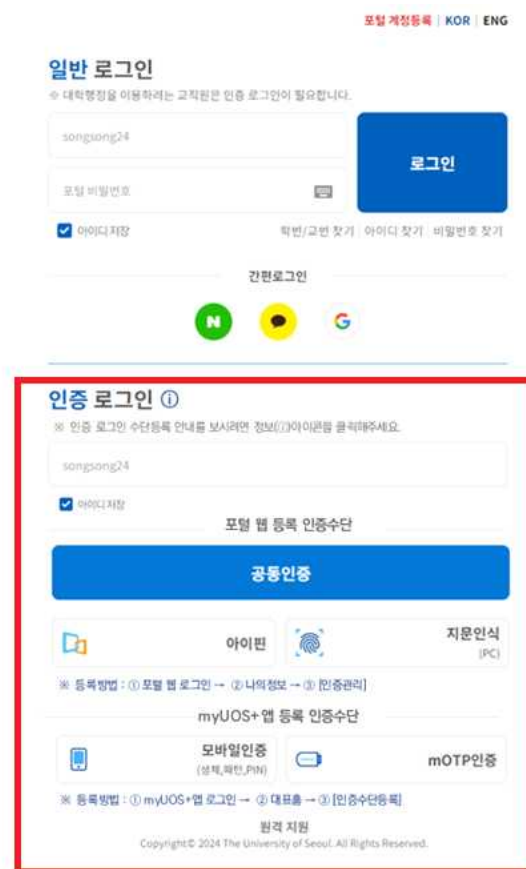 포털 계정등록 | KOR | ENG
일반 로그인
※ 대학행정을 이용하려는 교직원은 인증 로그인이 필요합니다.
songsong24
로그인
포털 비밀번호
아이디 저장
학번/교번 찾기 | 아이디 찾기 | 비밀번호 찾기
간편로그인
N
G
인증 로그인 ⓘ
※ 인증 로그인 수단등록 안내를 보시려면 정보(ⓘ)아이콘을 클릭해주세요.
songsong24
아이디 저장
포털 웹 등록 인증수단
공동인증
아이핀
지문인식
(PC)
※ 등록방법 : ① 포털 웹 로그인 → ② 나의정보 → ③ [인증관리]
myUOS+ 앱 등록 인증수단
모바일인증
(생체,패턴,PIN)
mOTP인증
※ 등록방법 : ① myUOS+앱 로그인 → ② 대표홈 → ③ [인증수단등록]
원격 지원
Copyright© 2024 The University of Seoul. All Rights Reserved.